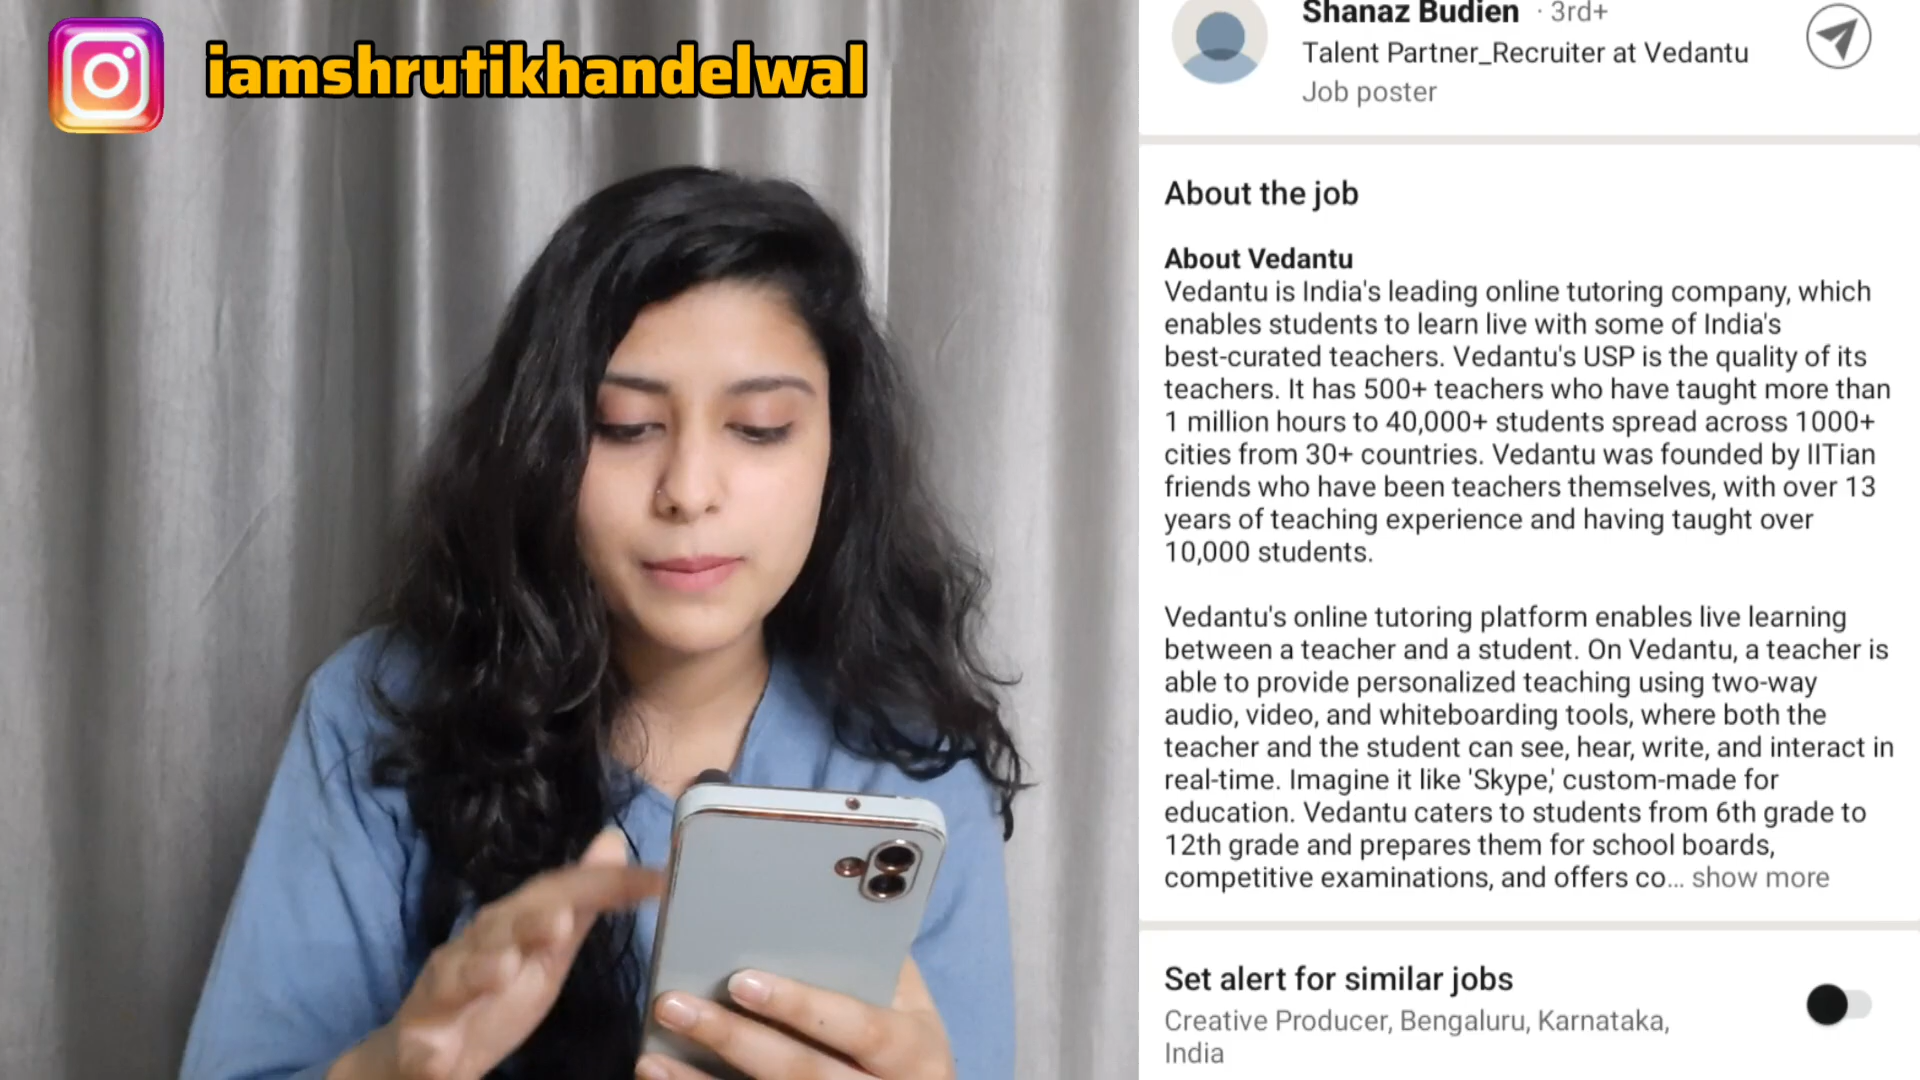 iamshrutikhandelwal
Shanaz Budien · 3rd+
Talent Partner_Recruiter at Vedantu
Job poster
About the job
About Vedantu
Vedantu is India's leading online tutoring company, which
enables students to learn live with some of India's
best-curated teachers. Vedantu's USP is the quality of its
teachers. It has 500+ teachers who have taught more than
1 million hours to 40,000+ students spread across 1000+
cities from 30+ countries. Vedantu was founded by IITian
friends who have been teachers themselves, with over 13
years of teaching experience and having taught over
10,000 students.
Vedantu's online tutoring platform enables live learning
between a teacher and a student. On Vedantu, a teacher is
able to provide personalized teaching using two-way
audio, video, and whiteboarding tools, where both the
teacher and the student can see, hear, write, and interact in
real-time. Imagine it like 'Skype,' custom-made for
education. Vedantu caters to students from 6th grade to
12th grade and prepares them for school boards,
competitive examinations, and offers co... show more
Set alert for similar jobs
Creative Producer, Bengaluru, Karnataka,
India